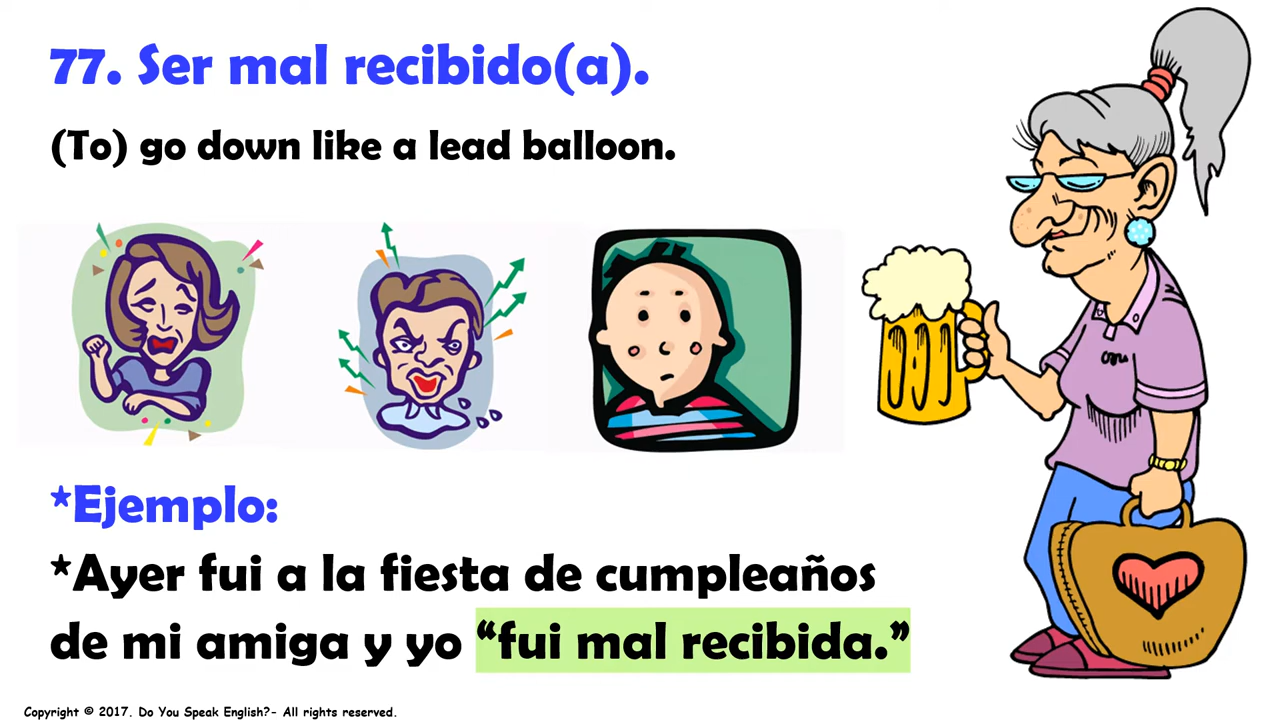 77. Ser mal recibido(a).
(To) go down like a lead balloon.
*Ejemplo:
*Ayer fui a la fiesta de cumpleaños
de mi amiga y yo “fui mal recibida.”
Copyright © 2017. Do You Speak English?- All rights reserved.